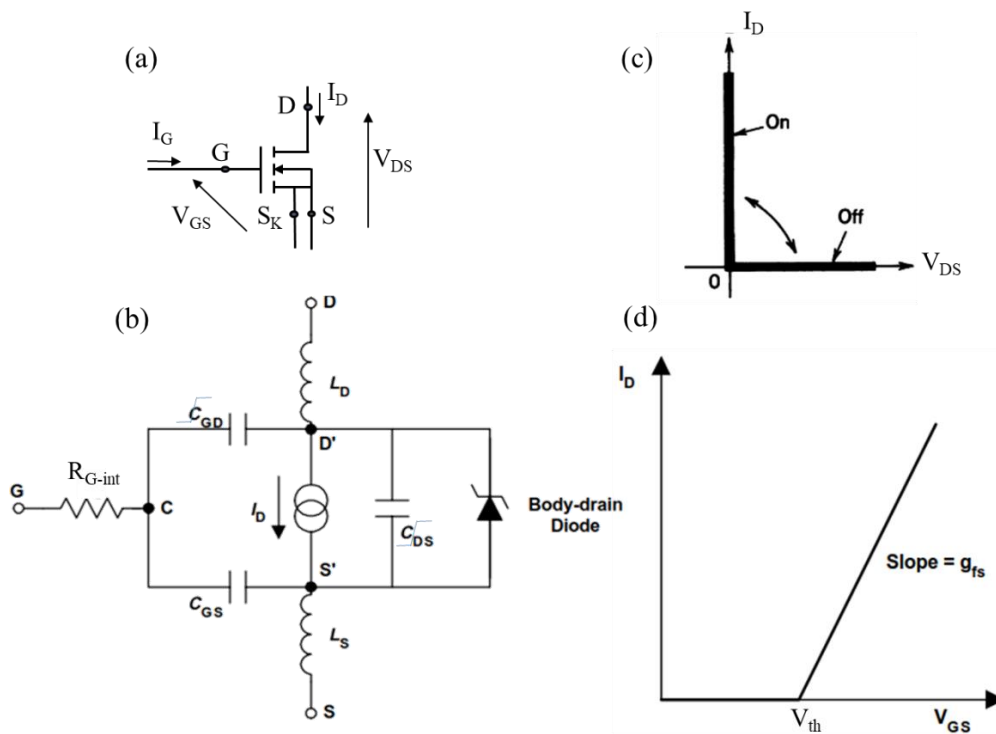 (a)
D
I_D
I_G
G
V_DS
V_GS
S_K
S
(c)
I_D
On
Off
V_DS
0
(b)
D
L_D
C_GD
D'
R_G-int
G
C
I_D
C_DS
Body-drain
Diode
S'
C_GS
L_S
S
(d)
I_D
Slope = g_fs
V_th
V_GS